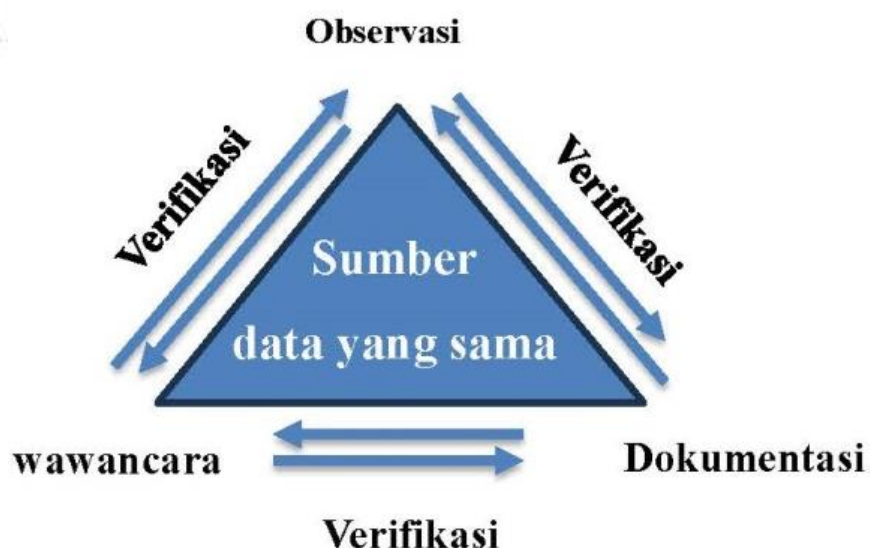 Observasi
Verifikasi
Verifikasi
Sumber
data yang sama
wawancara
Dokumentasi
Verifikasi